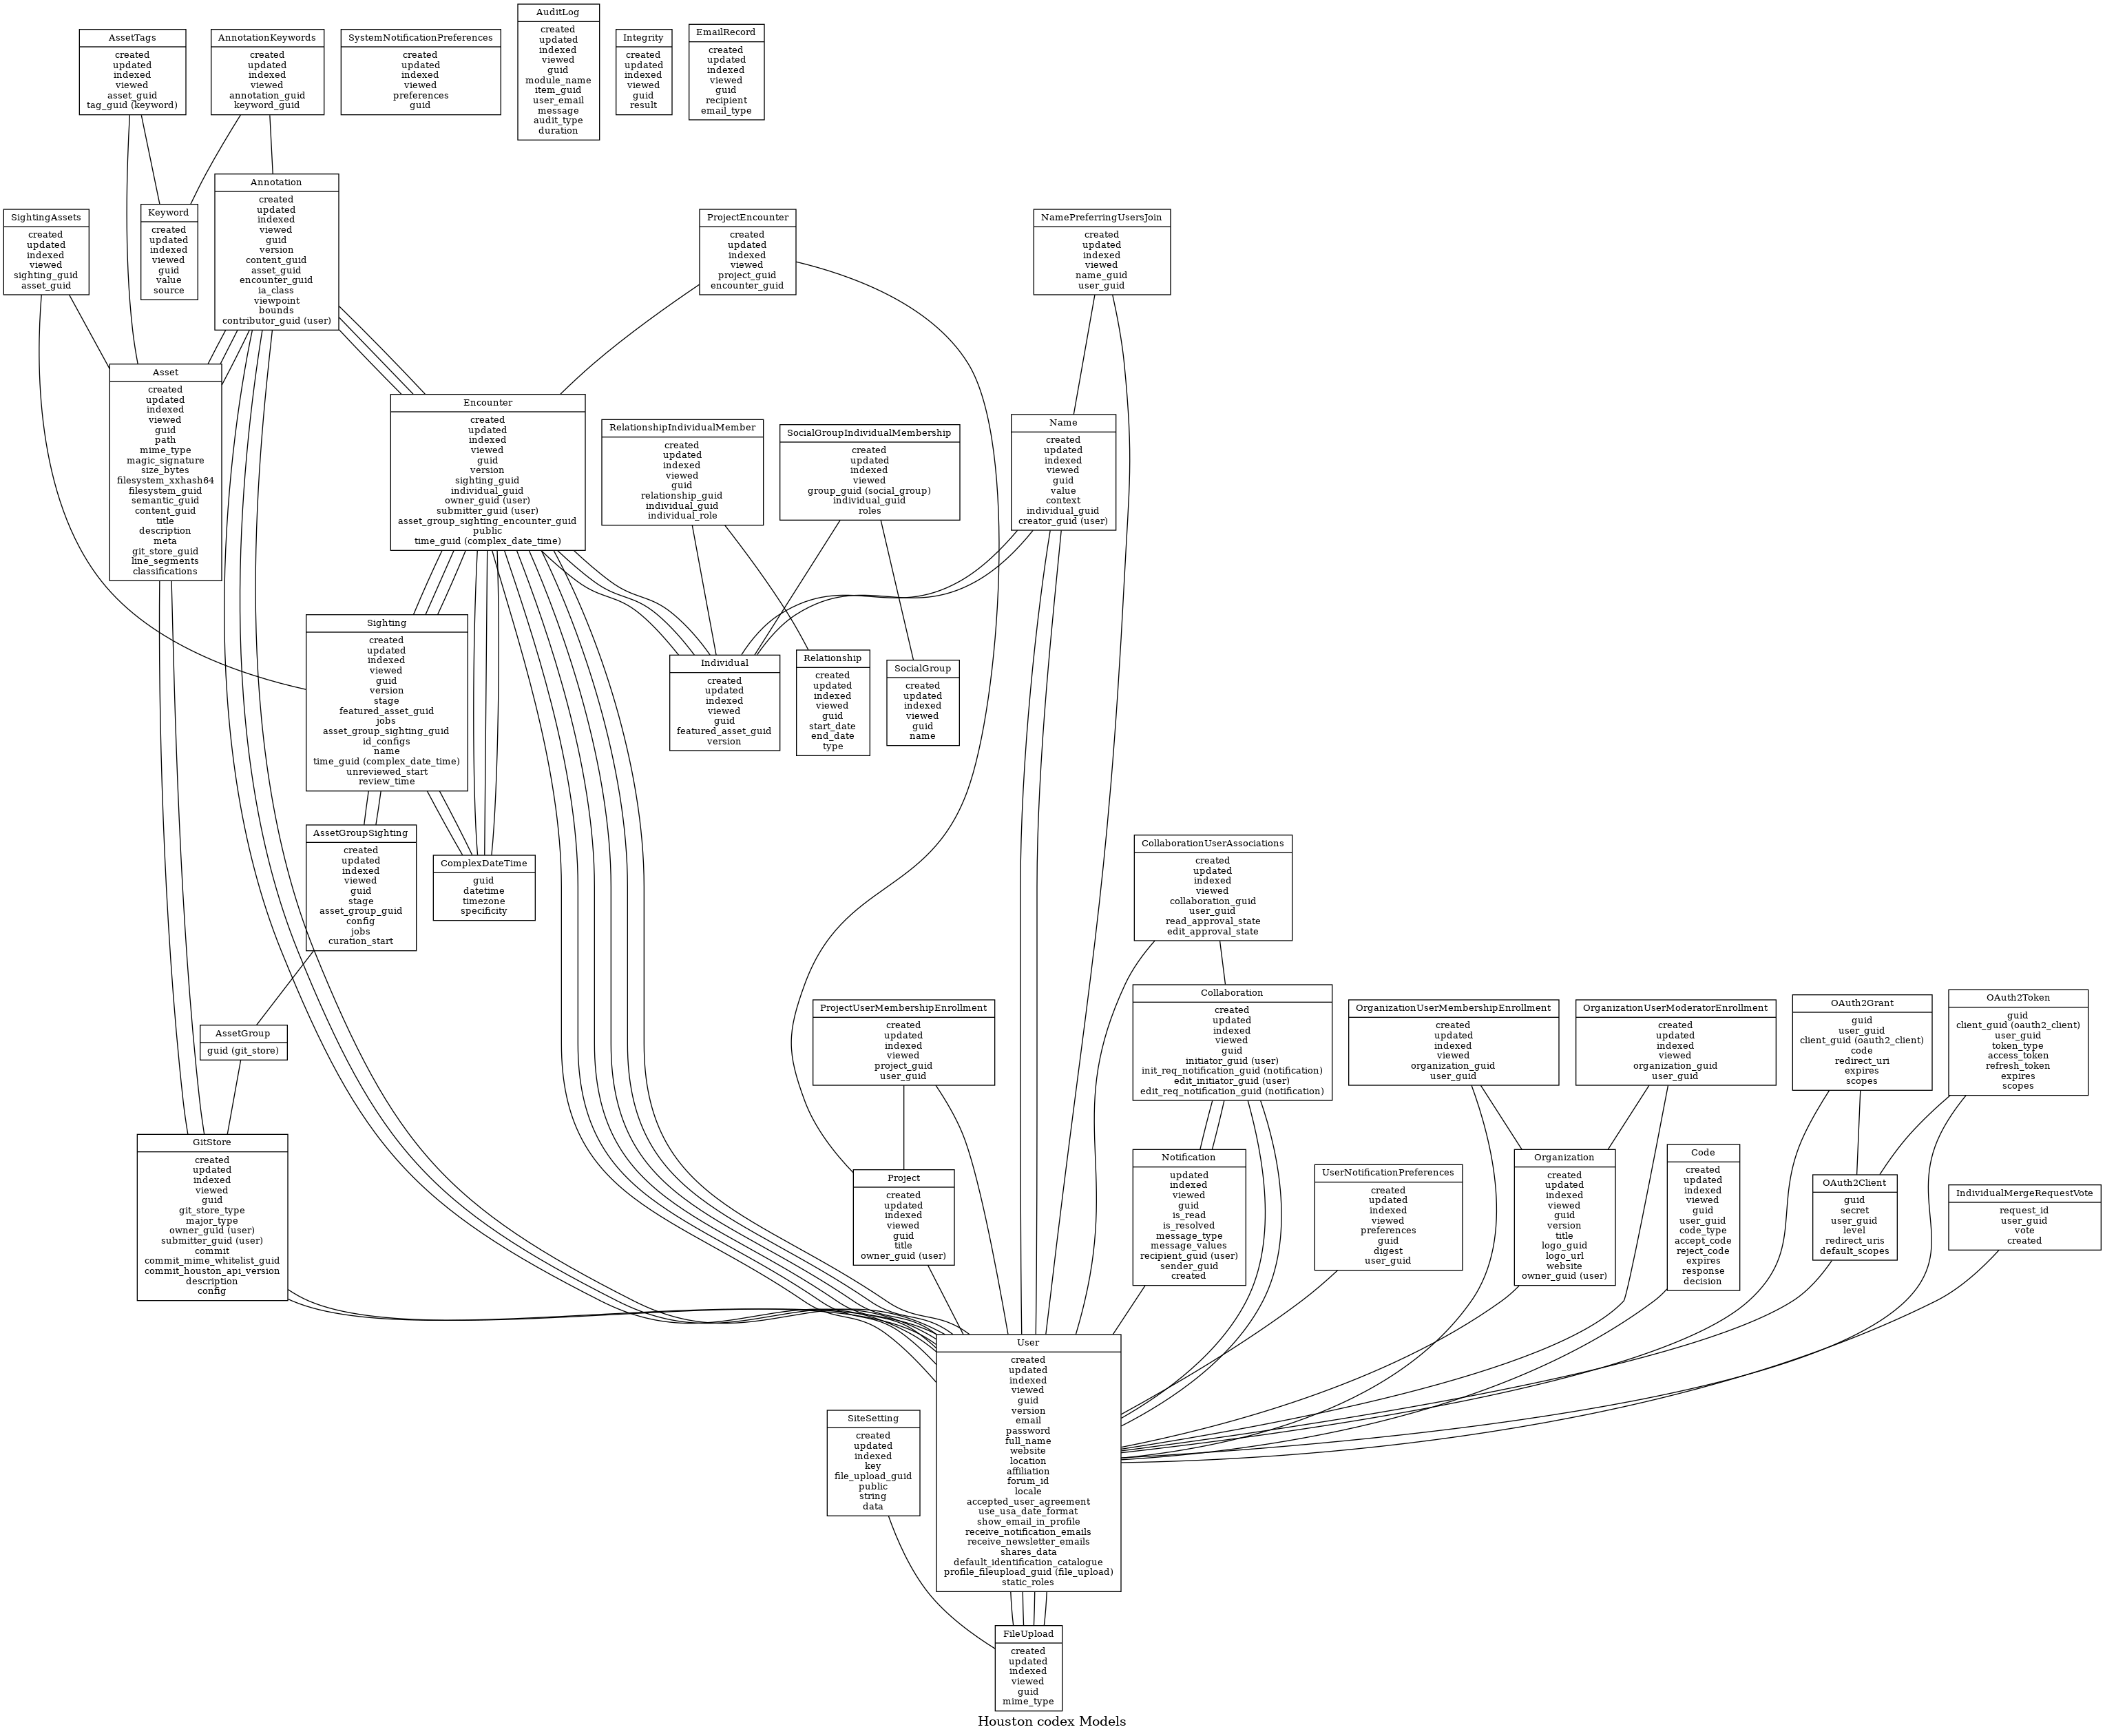 AssetTags
created
updated
indexed
viewed
asset_guid
tag_guid (keyword)
AnnotationKeywords
created
updated
indexed
viewed
annotation_guid
keyword_guid
SystemNotificationPreferences
created
updated
indexed
viewed
preferences
guid
AuditLog
created
updated
indexed
viewed
guid
module_name
item_guid
user_email
message
audit_type
duration
Integrity
created
updated
indexed
viewed
guid
result
EmailRecord
created
updated
indexed
viewed
guid
recipient
email_type
SightingAssets
created
updated
indexed
viewed
sighting_guid
asset_guid
Keyword
created
updated
indexed
viewed
guid
value
source
Annotation
created
updated
indexed
viewed
guid
version
content_guid
asset_guid
encounter_guid
ia_class
viewpoint
bounds
contributor_guid (user)
ProjectEncounter
created
updated
indexed
viewed
project_guid
encounter_guid
NamePreferringUsersJoin
created
updated
indexed
viewed
name_guid
user_guid
Asset
created
updated
indexed
viewed
guid
path
mime_type
magic_signature
size_bytes
filesystem_xxhash64
filesystem_guid
semantic_guid
content_guid
title
description
meta
git_store_guid
line_segments
classifications
Encounter
created
updated
indexed
viewed
guid
version
sighting_guid
individual_guid
owner_guid (user)
submitter_guid (user)
asset_group_sighting_encounter_guid
public
time_guid (complex_date_time)
RelationshipIndividualMember
created
updated
indexed
viewed
guid
relationship_guid
individual_guid
individual_role
SocialGroupIndividualMembership
created
updated
indexed
viewed
group_guid (social_group)
individual_guid
roles
Name
created
updated
indexed
viewed
guid
value
context
individual_guid
creator_guid (user)
Sighting
created
updated
indexed
viewed
guid
version
stage
featured_asset_guid
jobs
asset_group_sighting_guid
id_configs
name
time_guid (complex_date_time)
unreviewed_start
review_time
Individual
created
updated
indexed
viewed
guid
featured_asset_guid
version
Relationship
created
updated
indexed
viewed
guid
start_date
end_date
type
SocialGroup
created
updated
indexed
viewed
guid
name
AssetGroupSighting
created
updated
indexed
viewed
guid
stage
asset_group_guid
config
jobs
curation_start
ComplexDateTime
guid
datetime
timezone
specificity
CollaborationUserAssociations
created
updated
indexed
viewed
collaboration_guid
user_guid
read_approval_state
edit_approval_state
AssetGroup
guid (git_store)
ProjectUserMembershipEnrollment
created
updated
indexed
viewed
project_guid
user_guid
Collaboration
created
updated
indexed
viewed
guid
initiator_guid (user)
init_req_notification_guid (notification)
edit_initiator_guid (user)
edit_req_notification_guid (notification)
OrganizationUserMembershipEnrollment
created
updated
indexed
viewed
organization_guid
user_guid
OrganizationUserModeratorEnrollment
created
updated
indexed
viewed
organization_guid
user_guid
OAuth2Grant
guid
user_guid
client_guid (oauth2_client)
code
redirect_uri
expires
scopes
OAuth2Token
guid
client_guid (oauth2_client)
user_guid
token_type
access_token
refresh_token
expires
scopes
GitStore
created
updated
indexed
viewed
guid
git_store_type
major_type
owner_guid (user)
submitter_guid (user)
commit
commit_mime_whitelist_guid
commit_houston_api_version
description
config
Project
created
updated
indexed
viewed
guid
title
owner_guid (user)
Notification
updated
indexed
viewed
guid
is_read
is_resolved
message_type
message_values
recipient_guid (user)
sender_guid
created
UserNotificationPreferences
created
updated
indexed
viewed
preferences
guid
digest
user_guid
Organization
created
updated
indexed
viewed
guid
version
title
logo_guid
logo_url
website
owner_guid (user)
Code
created
updated
indexed
viewed
guid
user_guid
code_type
accept_code
reject_code
expires
response
decision
OAuth2Client
guid
secret
user_guid
level
redirect_uris
default_scopes
IndividualMergeRequestVote
request_id
user_guid
vote
created
SiteSetting
created
updated
indexed
key
file_upload_guid
public
string
data
User
created
updated
indexed
viewed
guid
version
email
password
full_name
website
location
affiliation
forum_id
locale
accepted_user_agreement
use_usa_date_format
show_email_in_profile
receive_notification_emails
receive_newsletter_emails
shares_data
default_identification_catalogue
profile_fileupload_guid (file_upload)
static_roles
FileUpload
created
updated
indexed
viewed
guid
mime_type
Houston codex Models